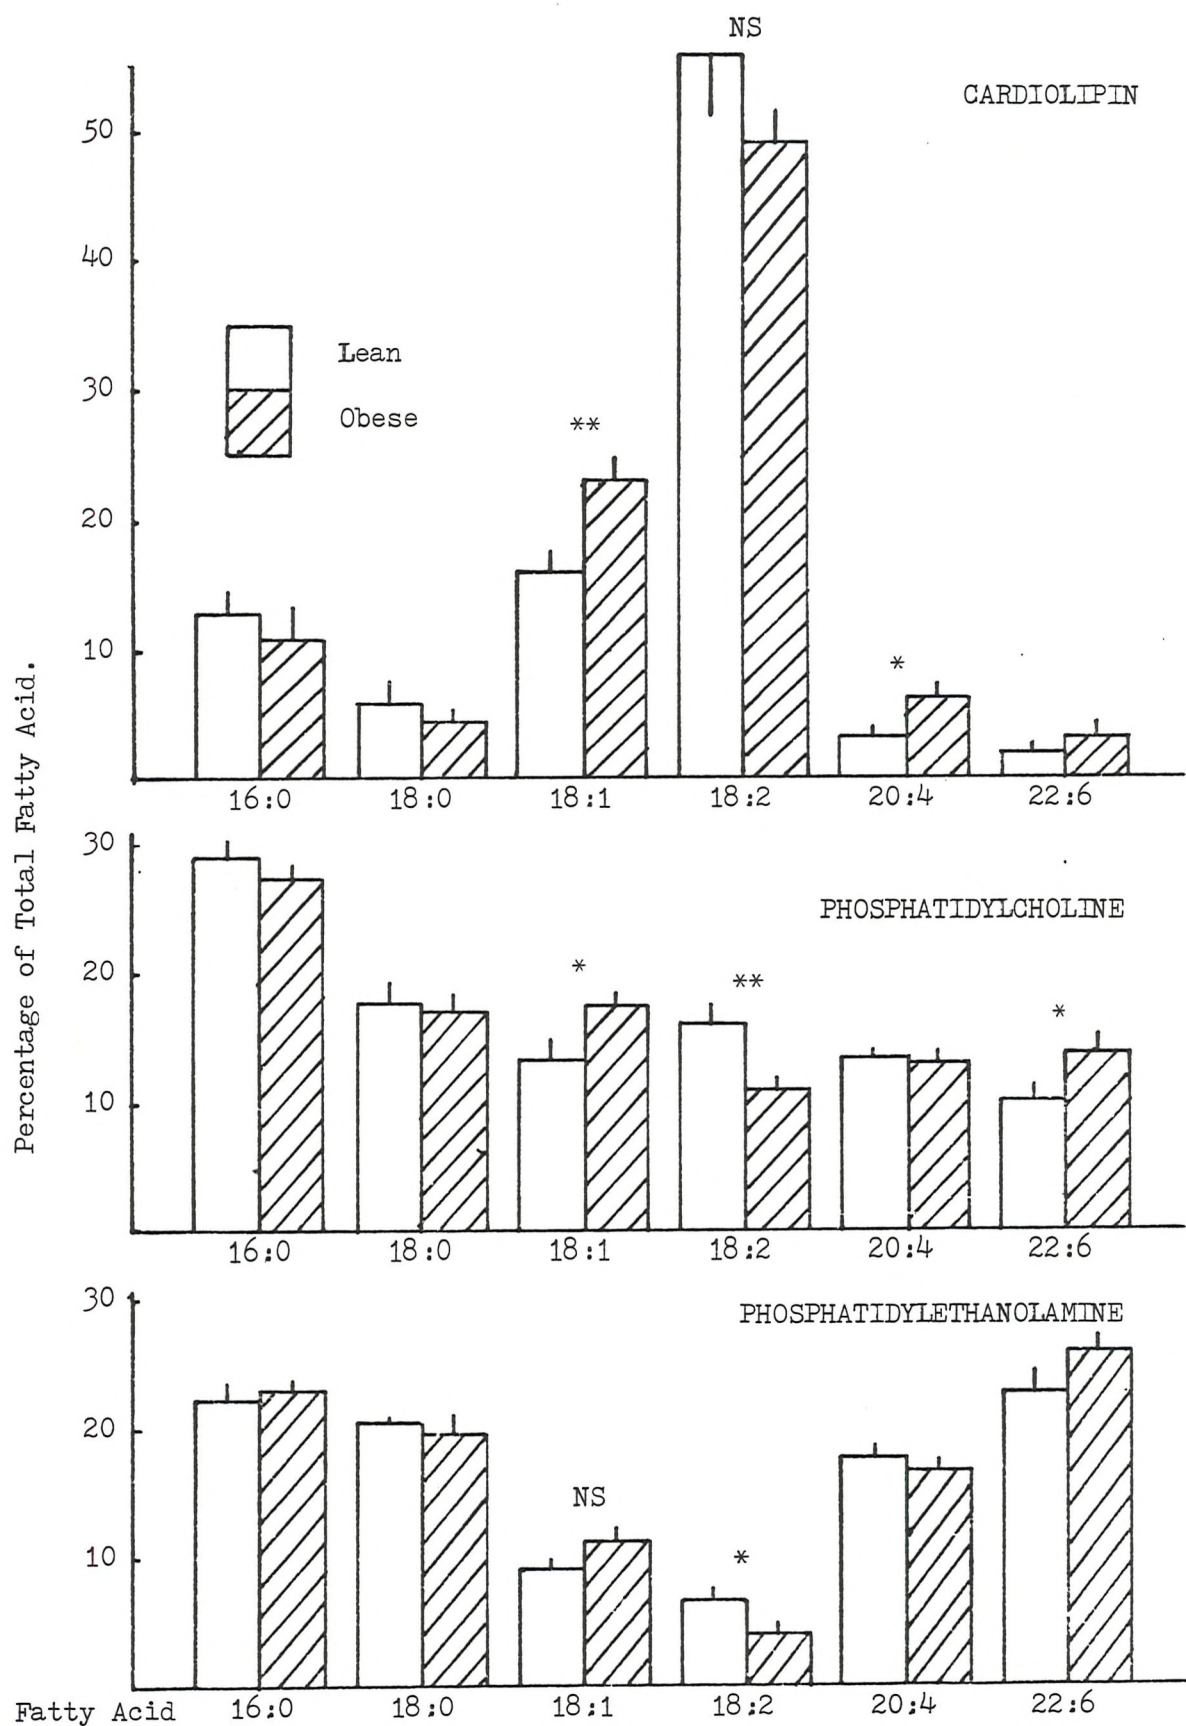 NS
CARDIOLIPIN
50
40
30
20
10
Lean
Obese
**
*
16:0 18:0 18:1 18:2 20:4 22:6
Percentage of Total Fatty Acid.
30
20
10
PHOSPHATIDYLCHOLINE
* ** *
16:0 18:0 18:1 18:2 20:4 22:6
30
20
10
PHOSPHATIDYLETHANOLAMINE
NS
*
Fatty Acid 16:0 18:0 18:1 18:2 20:4 22:6